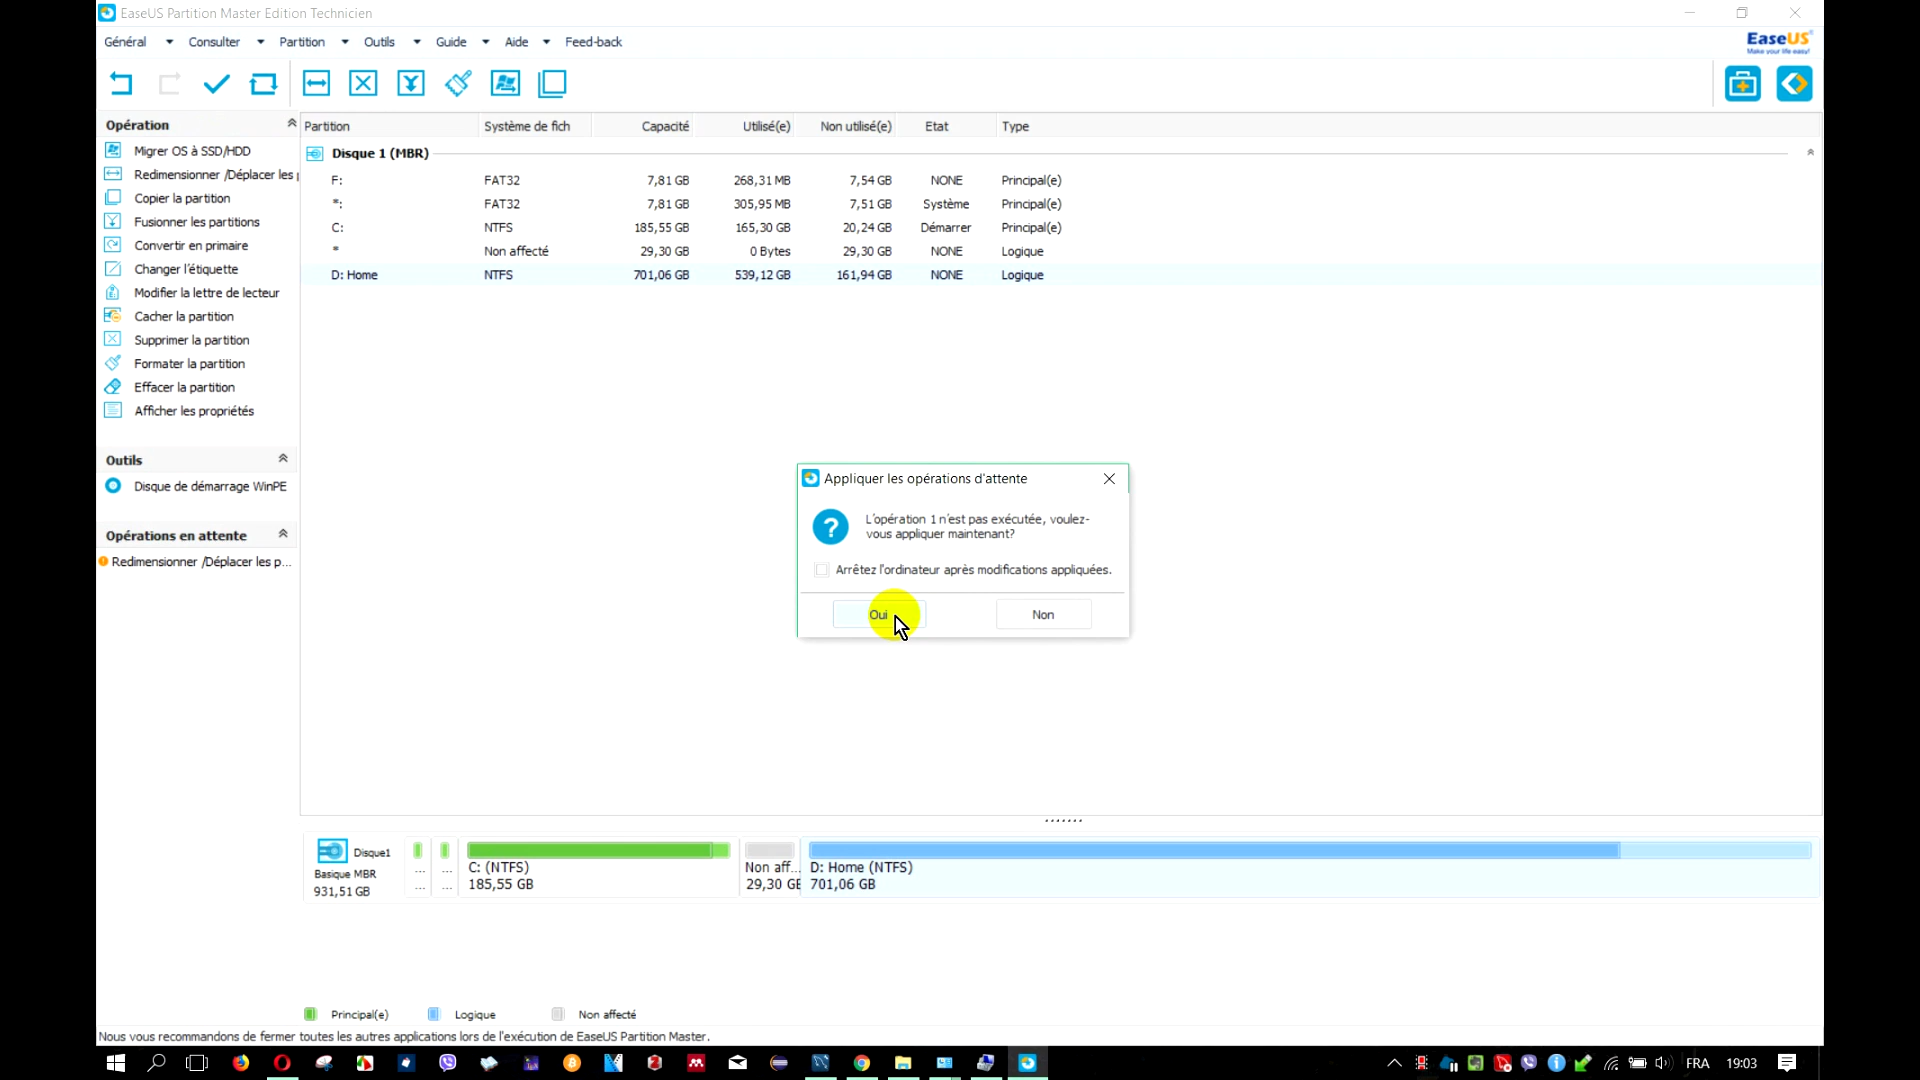 EaseUS Partition Master Edition Technicien
Général Consulter Partition Outils Guide Aide Feed-back
EaseUS
Make your life easy!
Opération
Migrer OS à SSD/HDD
Redimensionner /Déplacer les p
Copier la partition
Fusionner les partitions
Convertir en primaire
Changer l'étiquette
Modifier la lettre de lecteur
Cacher la partition
Supprimer la partition
Formater la partition
Effacer la partition
Afficher les propriétés
Outils
Disque de démarrage WinPE
Opérations en attente
Redimensionner /Déplacer les p...
Partition Système de fich Capacité Utilisé(e) Non utilisé(e) Etat Type
Disque 1 (MBR)
F: FAT32 7,81 GB 268,31 MB 7,54 GB NONE Principal(e)
*: FAT32 7,81 GB 305,95 MB 7,51 GB Système Principal(e)
C: NTFS 185,55 GB 165,30 GB 20,24 GB Démarrer Principal(e)
* Non affecté 29,30 GB 0 Bytes 29,30 GB NONE Logique
D: Home NTFS 701,06 GB 539,12 GB 161,94 GB NONE Logique
Appliquer les opérations d'attente
L'opération 1 n'est pas exécutée, voulez-
vous appliquer maintenant?
Arrêtez l'ordinateur après modifications appliquées.
Oui Non
Disque1
Basique MBR
931,51 GB
... ...
... ...
C: (NTFS)
185,55 GB
Non aff...
29,30 GB
D: Home (NTFS)
701,06 GB
Principal(e) Logique Non affecté
Nous vous recommandons de fermer toutes les autres applications lors de l'exécution de EaseUS Partition Master.
FRA 19:03